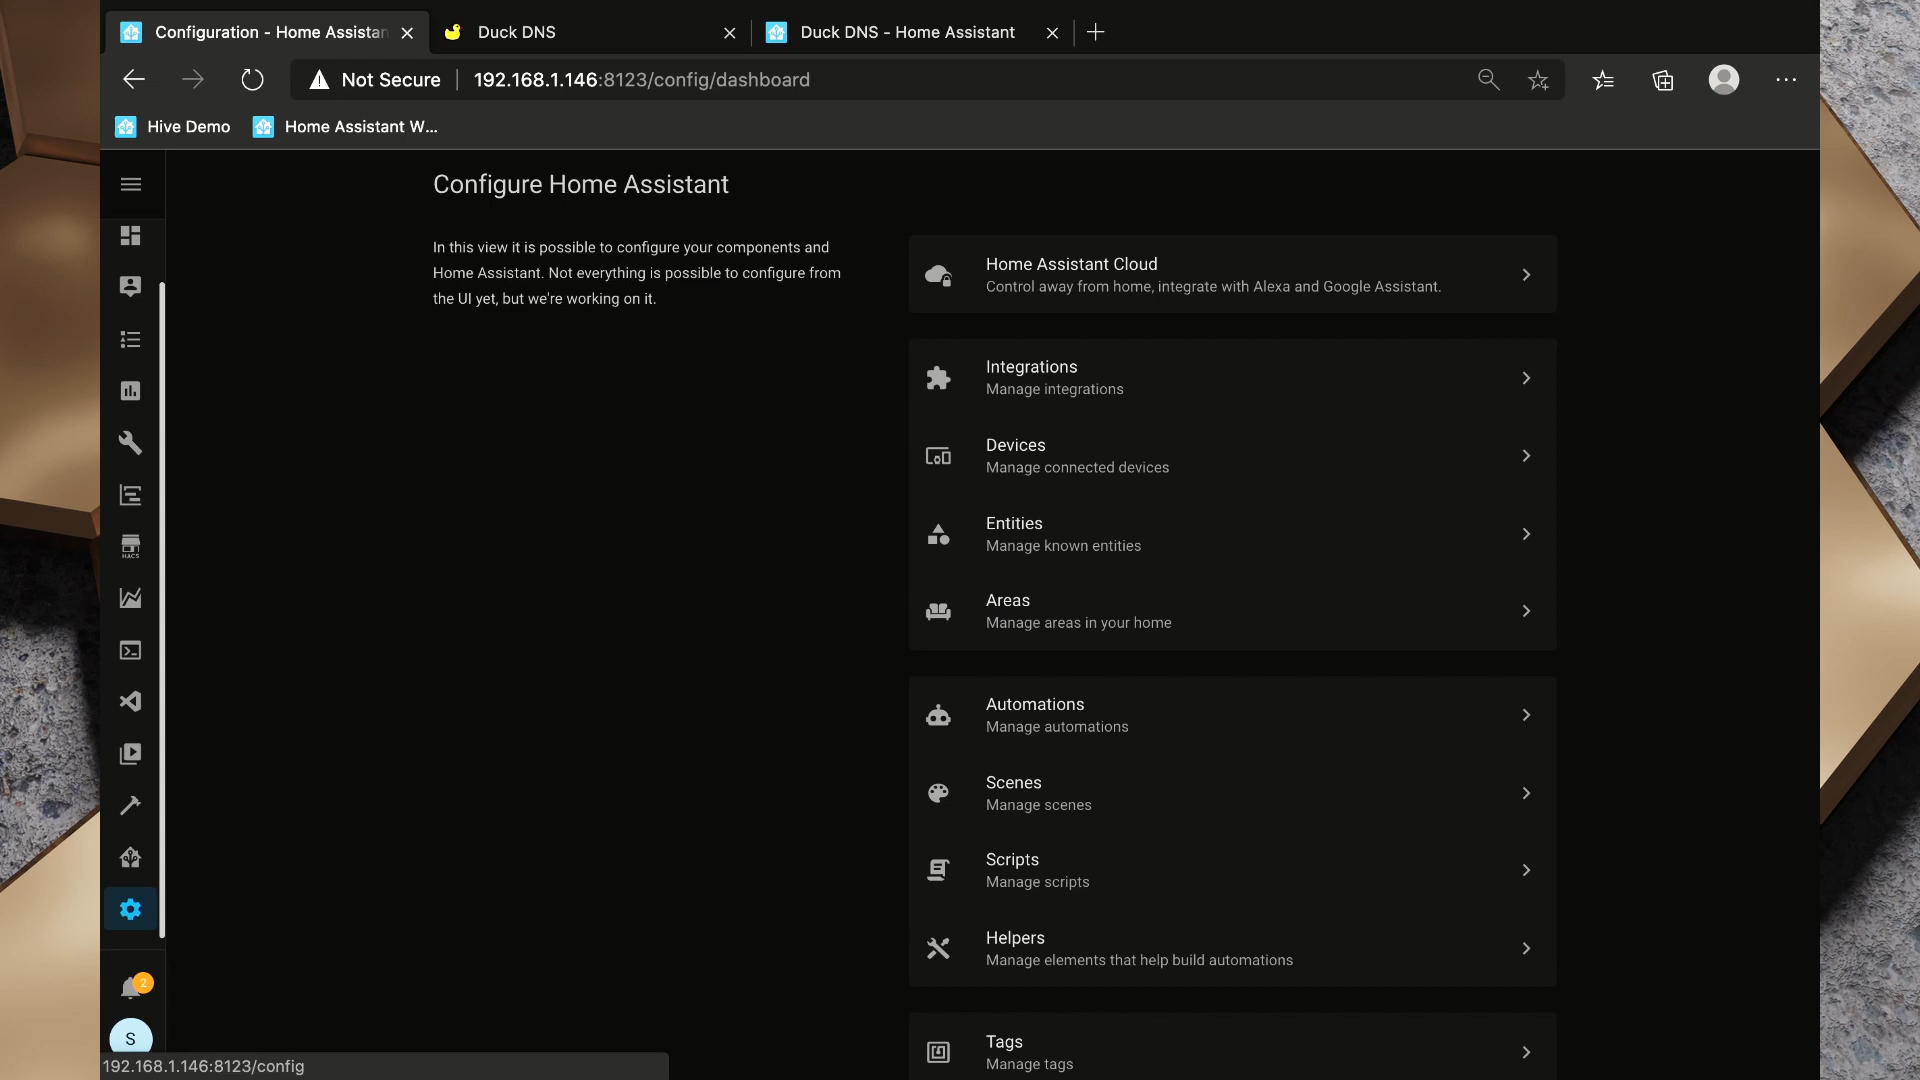 Configuration - Home Assistan
Duck DNS
Duck DNS - Home Assistant
Not Secure
192.168.1.146:8123/config/dashboard
Hive Demo
Home Assistant W...
Configure Home Assistant
In this view it is possible to configure your components and
Home Assistant. Not everything is possible to configure from
the UI yet, but we're working on it.
Home Assistant Cloud
Control away from home, integrate with Alexa and Google Assistant.
Integrations
Manage integrations
Devices
Manage connected devices
Entities
Manage known entities
Areas
Manage areas in your home
Automations
Manage automations
Scenes
Manage scenes
Scripts
Manage scripts
Helpers
Manage elements that help build automations
Tags
Manage tags
HACS
2
S
192.168.1.146:8123/config